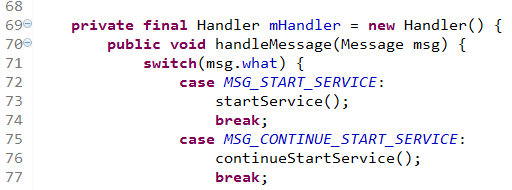 68
69 private final Handler mHandler = new Handler() {
70 public void handleMessage(Message msg) {
71 switch(msg.what) {
72 case MSG_START_SERVICE:
73 startService();
74 break;
75 case MSG_CONTINUE_START_SERVICE:
76 continueStartService();
77 break;